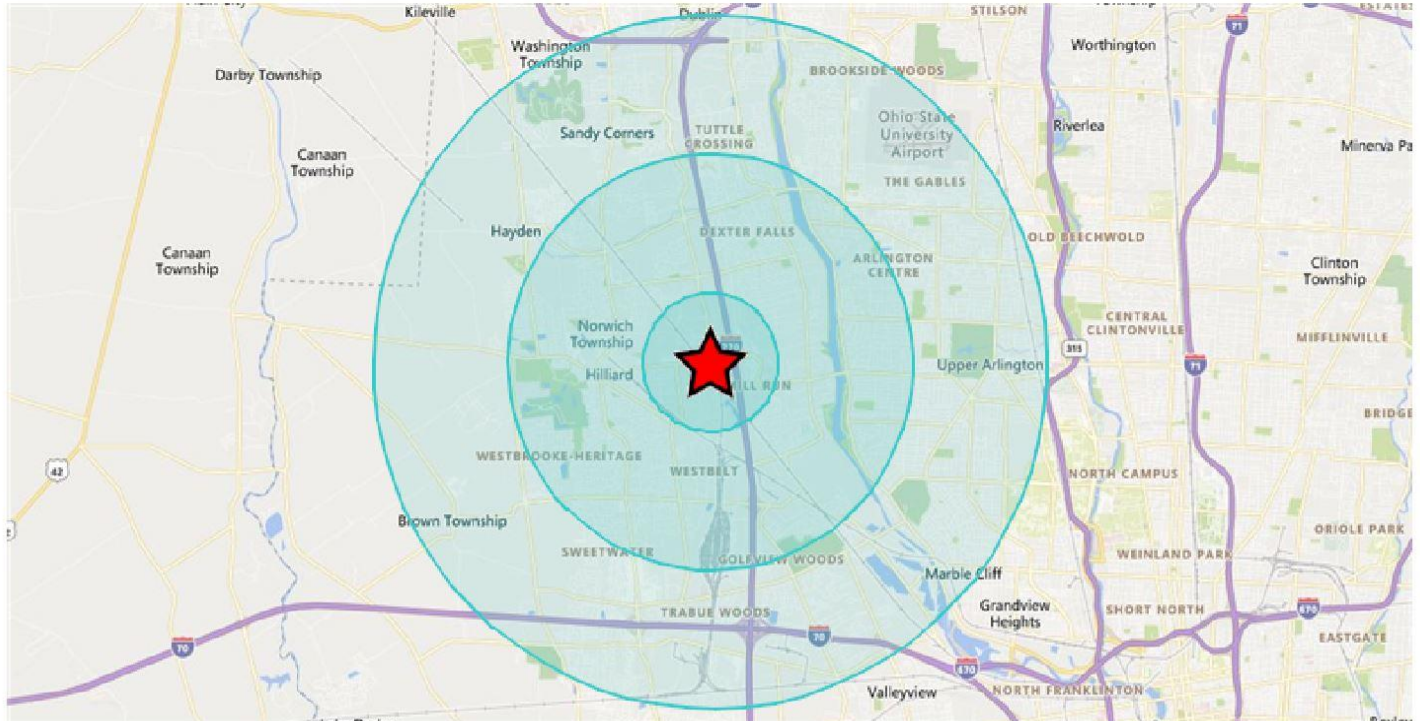 Kileville
Dublin
STILSON
71
Washington
Township
Worthington
Darby Township
BROOKSIDE WOODS
Sandy Corners
TUTTLE
CROSSING
Ohio State
University
Airport
Riverlea
Minerva Pa
Canaan
Township
THE GABLES
Hayden
DEXTER FALLS
OLD BEECHWOLD
Canaan
Township
ARLINGTON
CENTRE
Clinton
Township
Norwich
Township
270
CENTRAL
CLINTONVILLE
MIFFLINVILLE
315
Hilliard
MILL RUN
Upper Arlington
71
BRIDGE
42
WESTBROOKE-HERITAGE
WESTBELT
NORTH CAMPUS
Brown Township
ORIOLE PARK
SWEETWATER
GOLFVIEW WOODS
WEINLAND PARK
Marble Cliff
TRABUE WOODS
Grandview
Heights
SHORT NORTH
670
70
70
EASTGATE
670
Valleyview
NORTH FRANKLINTON